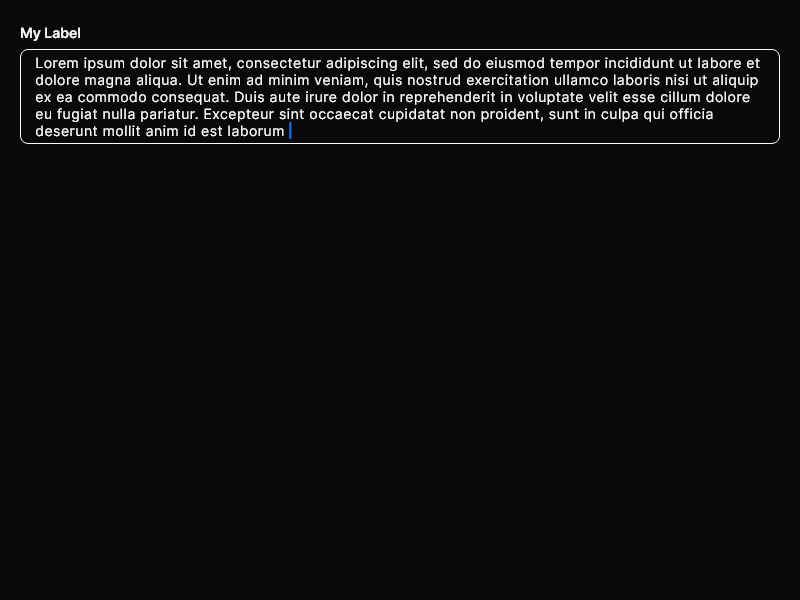 My Label
Lorem ipsum dolor sit amet, consectetur adipiscing elit, sed do eiusmod tempor incididunt ut labore et
dolore magna aliqua. Ut enim ad minim veniam, quis nostrud exercitation ullamco laboris nisi ut aliquip
ex ea commodo consequat. Duis aute irure dolor in reprehenderit in voluptate velit esse cillum dolore
eu fugiat nulla pariatur. Excepteur sint occaecat cupidatat non proident, sunt in culpa qui officia
deserunt mollit anim id est laborum